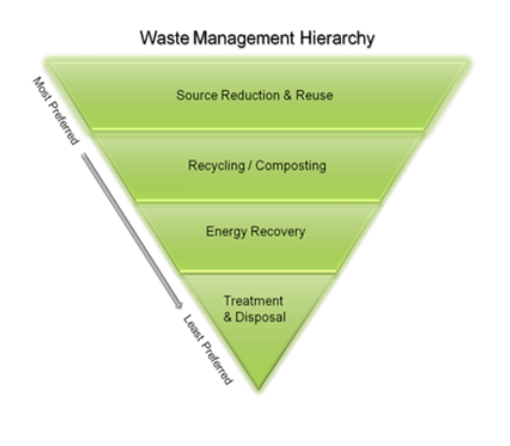 Waste Management Hierarchy
Most Preferred
Source Reduction & Reuse
Recycling / Composting
Energy Recovery
Treatment
& Disposal
Least Preferred